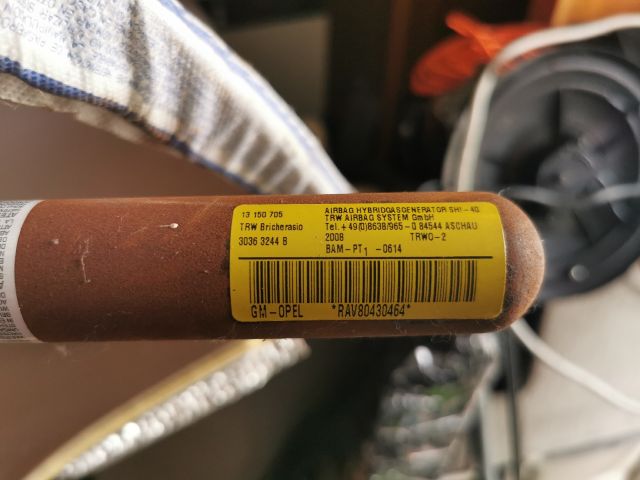 13 150 705
TRW Bricherasio
3036 3244 B
AIRBAG HYBRIDGASGENERATOR SHI-40
TRW AIRBAG SYSTEM GmbH
Tel.+49(0)8638/965-0 84544 ASCHAU
2008 TRWO-2
BAM-PT1 -0614
GM-OPEL *RAV80430464*